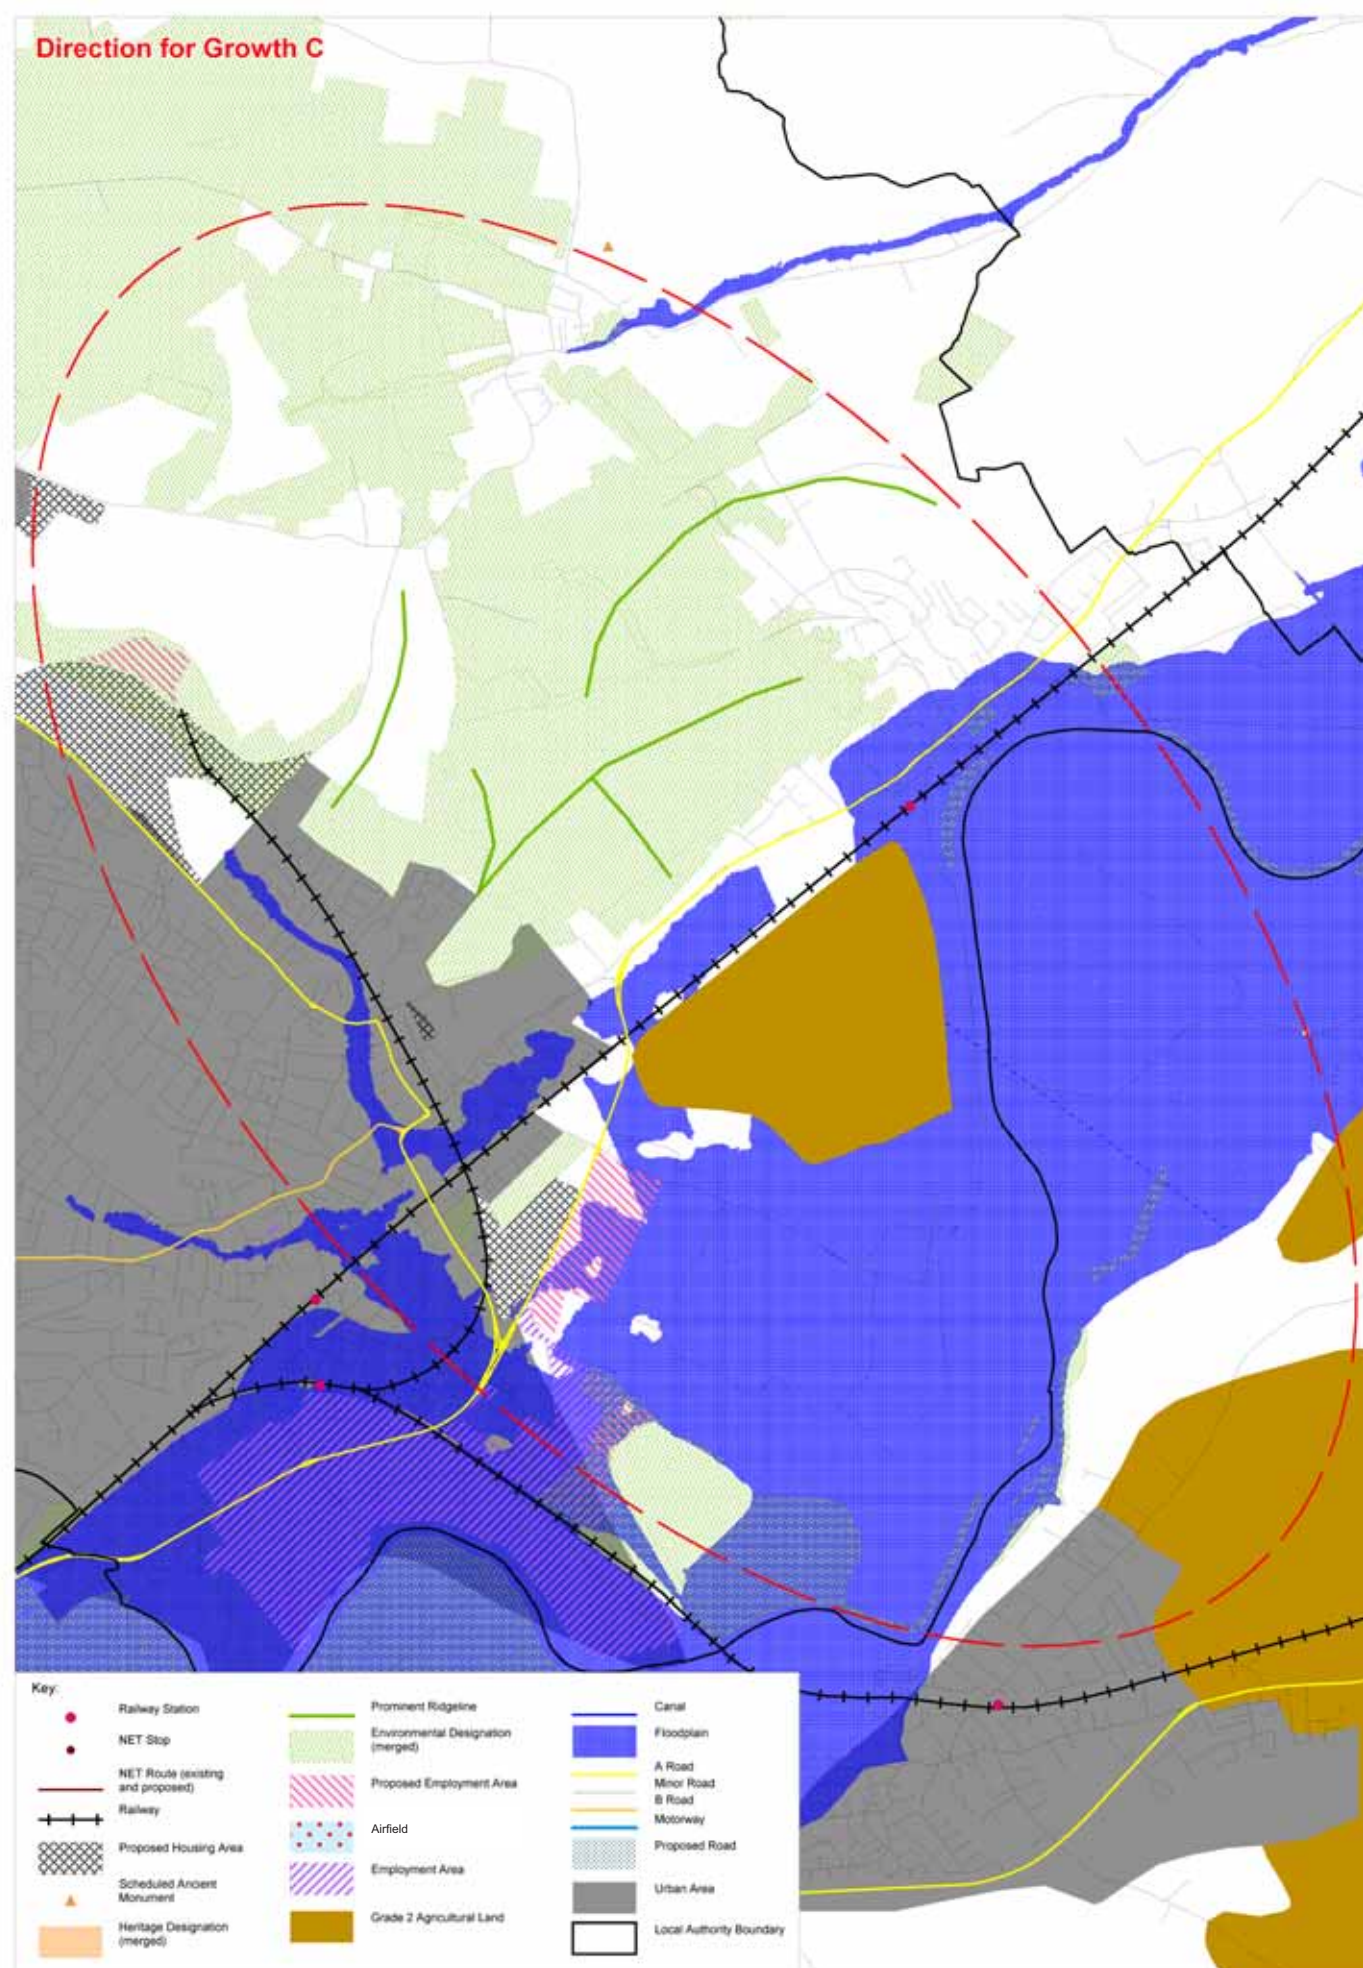 Direction for Growth C
Key:
Railway Station
NET Stop
NET Route (existing
and proposed)
Railway
Proposed Housing Area
Scheduled Ancient
Monument
Heritage Designation
(merged)
Prominent Ridgeline
Environmental Designation
(merged)
Proposed Employment Area
Airfield
Employment Area
Grade 2 Agricultural Land
Canal
Floodplain
A Road
Minor Road
B Road
Motorway
Proposed Road
Urban Area
Local Authority Boundary